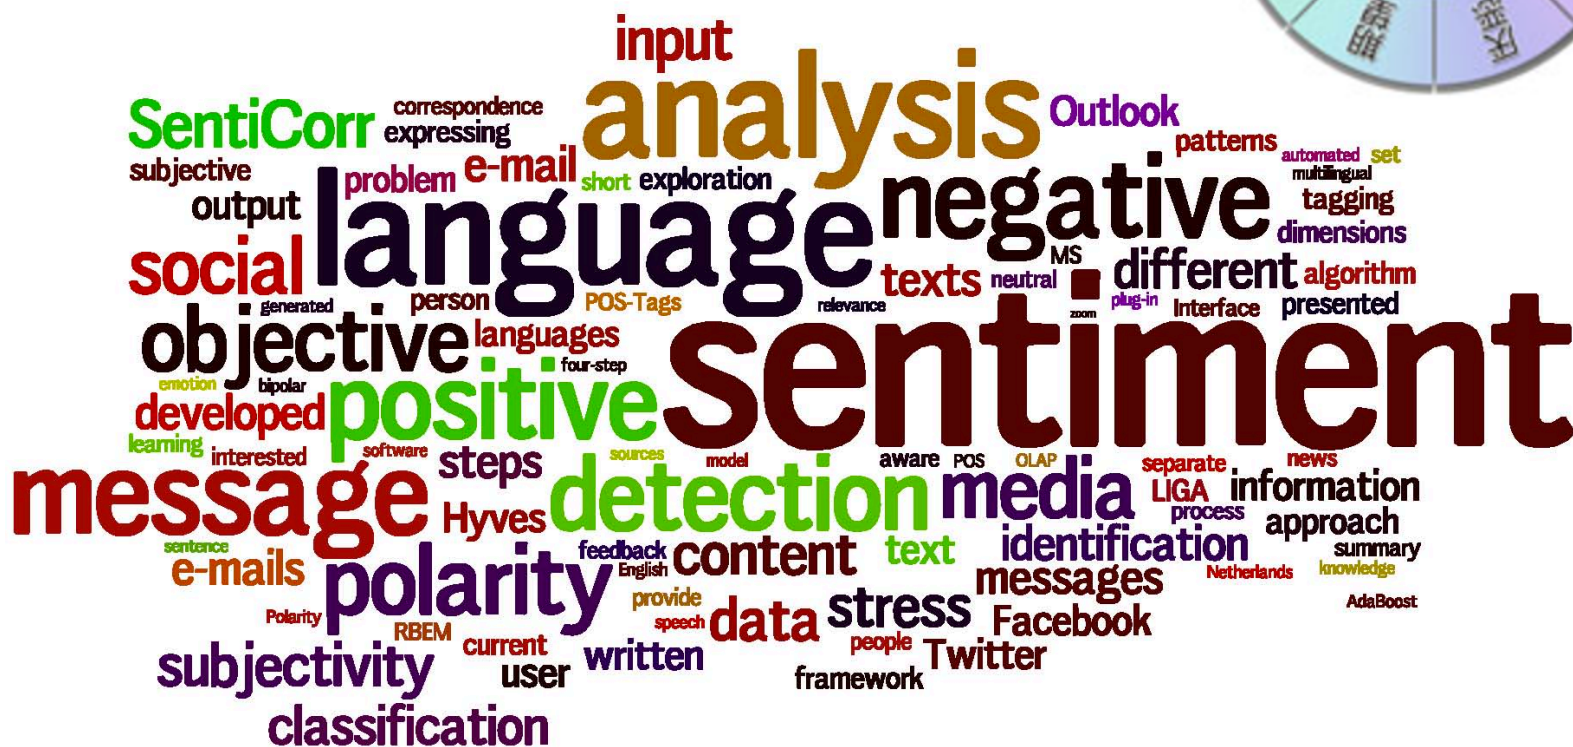 input
analysis
SentiCorr
correspondence
expressing
Outlook
patterns
automated
set
subjective
problem
e-mail
short
exploration
multilingual
output
language
negative
tagging
dimensions
social
MS
texts
neutral
different
algorithm
generated
person
POS-Tags
relevance
zoom
plug-in
Interface
presented
objective
languages
sentiment
four-step
emotion
bipolar
positive
developed
learning
interested
software
steps
sources
model
aware
POS
OLAP
separate
news
message
Hyves
detection
media
LIGA
information
process
approach
sentence
e-mails
feedback
English
content
text
identification
summary
Netherlands
knowledge
polarity
provide
messages
AdaBoost
Polarity
RBEM
speech
data
stress
Facebook
current
people
Twitter
subjectivity
user
written
framework
classification